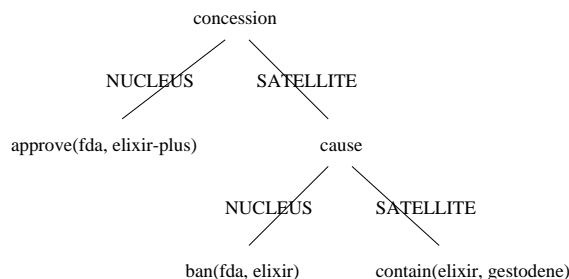 concession
NUCLEUS SATELLITE
approve(fda, elixir-plus) cause
NUCLEUS SATELLITE
ban(fda, elixir) contain(elixir, gestodene)